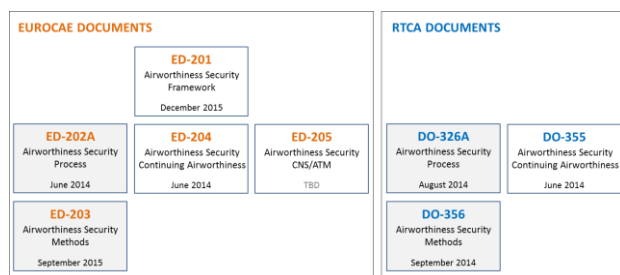 EUROCAE DOCUMENTS
ED-201
Airworthiness Security
Framework
December 2015
ED-202A
Airworthiness Security
Process
June 2014
ED-204
Airworthiness Security
Continuing Airworthiness
June 2014
ED-205
Airworthiness Security
CNS/ATM
TBD
ED-203
Airworthiness Security
Methods
September 2015
RTCA DOCUMENTS
DO-326A
Airworthiness Security
Process
August 2014
DO-355
Airworthiness Security
Continuing Airworthiness
June 2014
DO-356
Airworthiness Security
Methods
September 2014